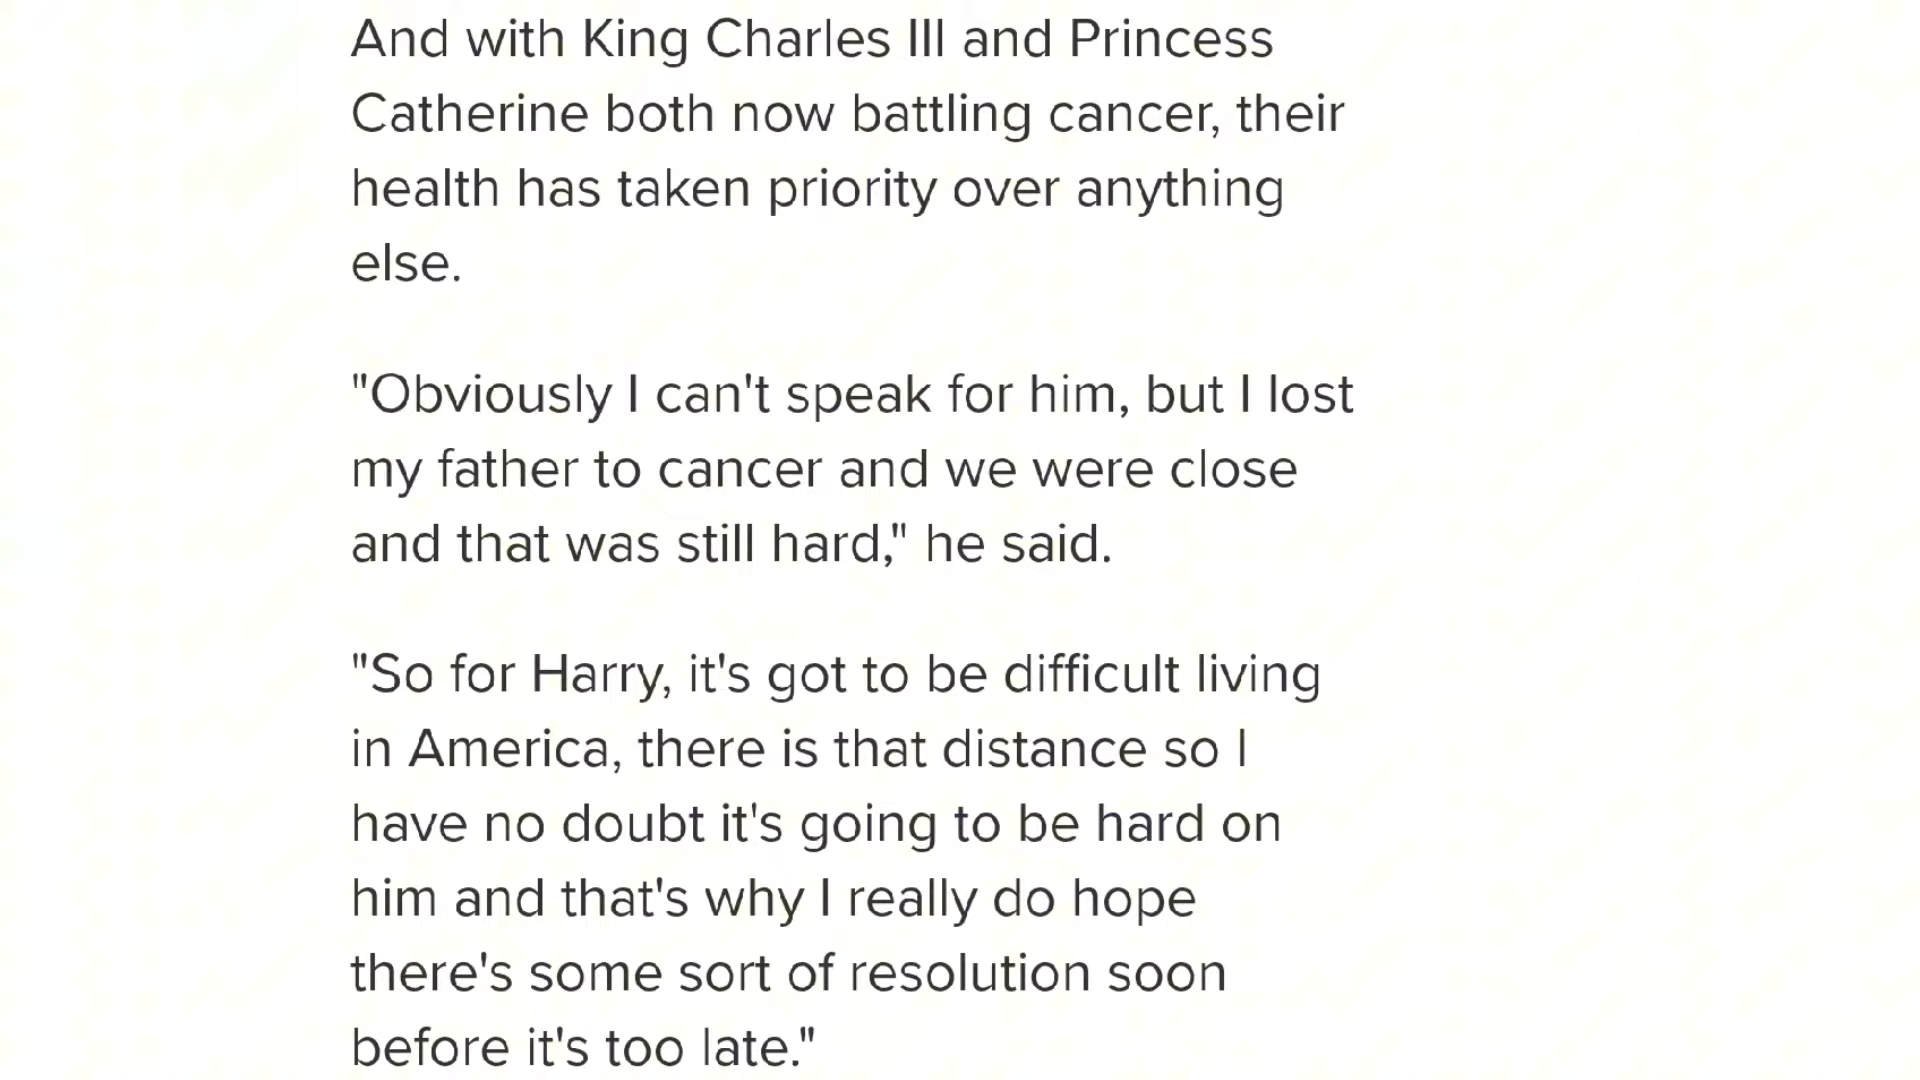 And with King Charles III and Princess
Catherine both now battling cancer, their
health has taken priority over anything
else.
"Obviously I can't speak for him, but I lost
my father to cancer and we were close
and that was still hard," he said.
"So for Harry, it's got to be difficult living
in America, there is that distance so I
have no doubt it's going to be hard on
him and that's why I really do hope
there's some sort of resolution soon
before it's too late."